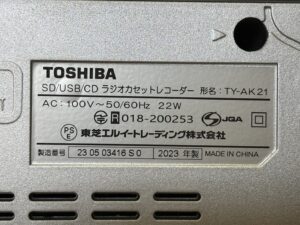 TOSHIBA
SD/USB/CD ラジオカセットレコーダー 形名: TY-AK21
AC: 100V~50/60Hz 22W
R 018-200253 JQA
PS E 東芝エルイートレーディング株式会社
製造番号 23 05 03416 S 0 2023 年製 MADE IN CHINA